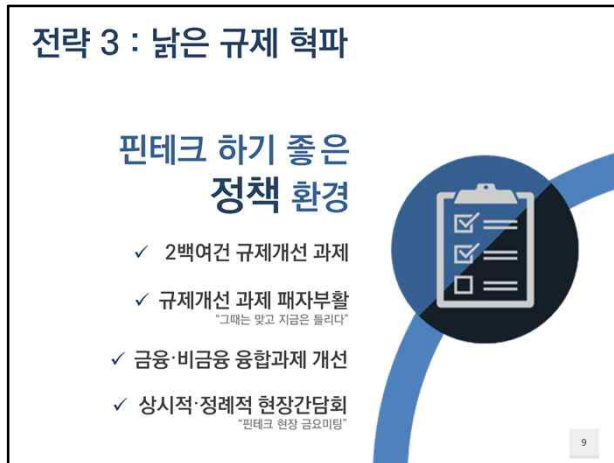 전략 3 : 낡은 규제 혁파
핀테크 하기 좋은
정책 환경
✓ 2백여건 규제개선 과제
✓ 규제개선 과제 패자부활
"그때는 맞고 지금은 틀리다"
✓ 금융·비금융 융합과제 개선
✓ 상시적·정례적 현장간담회
"핀테크 현장 금요미팅"
9